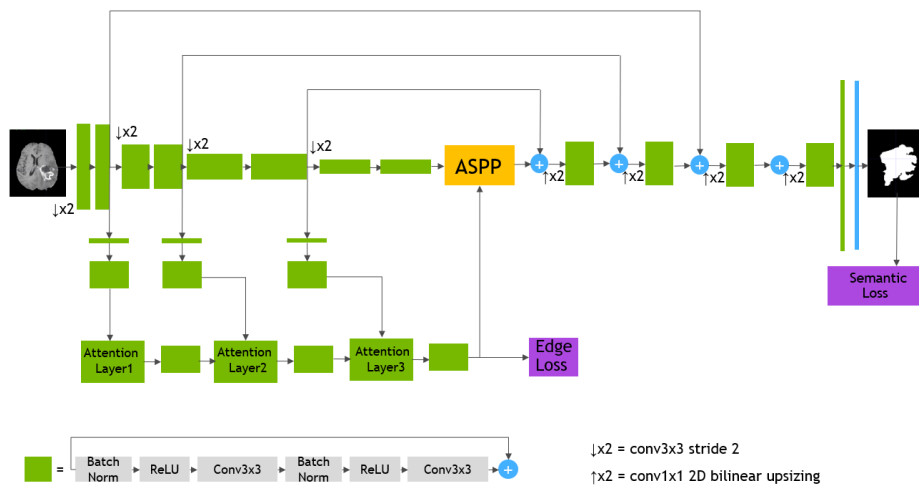 ↓x2
↓x2
↓x2
↓x2
ASPP
↑x2
↑x2
↑x2
↑x2
Semantic
Loss
Attention
Layer1
Attention
Layer2
Attention
Layer3
Edge
Loss
=
Batch
Norm
ReLU
Conv3x3
Batch
Norm
ReLU
Conv3x3
↓x2 = conv3x3 stride 2
↑x2 = conv1x1 2D bilinear upsizing